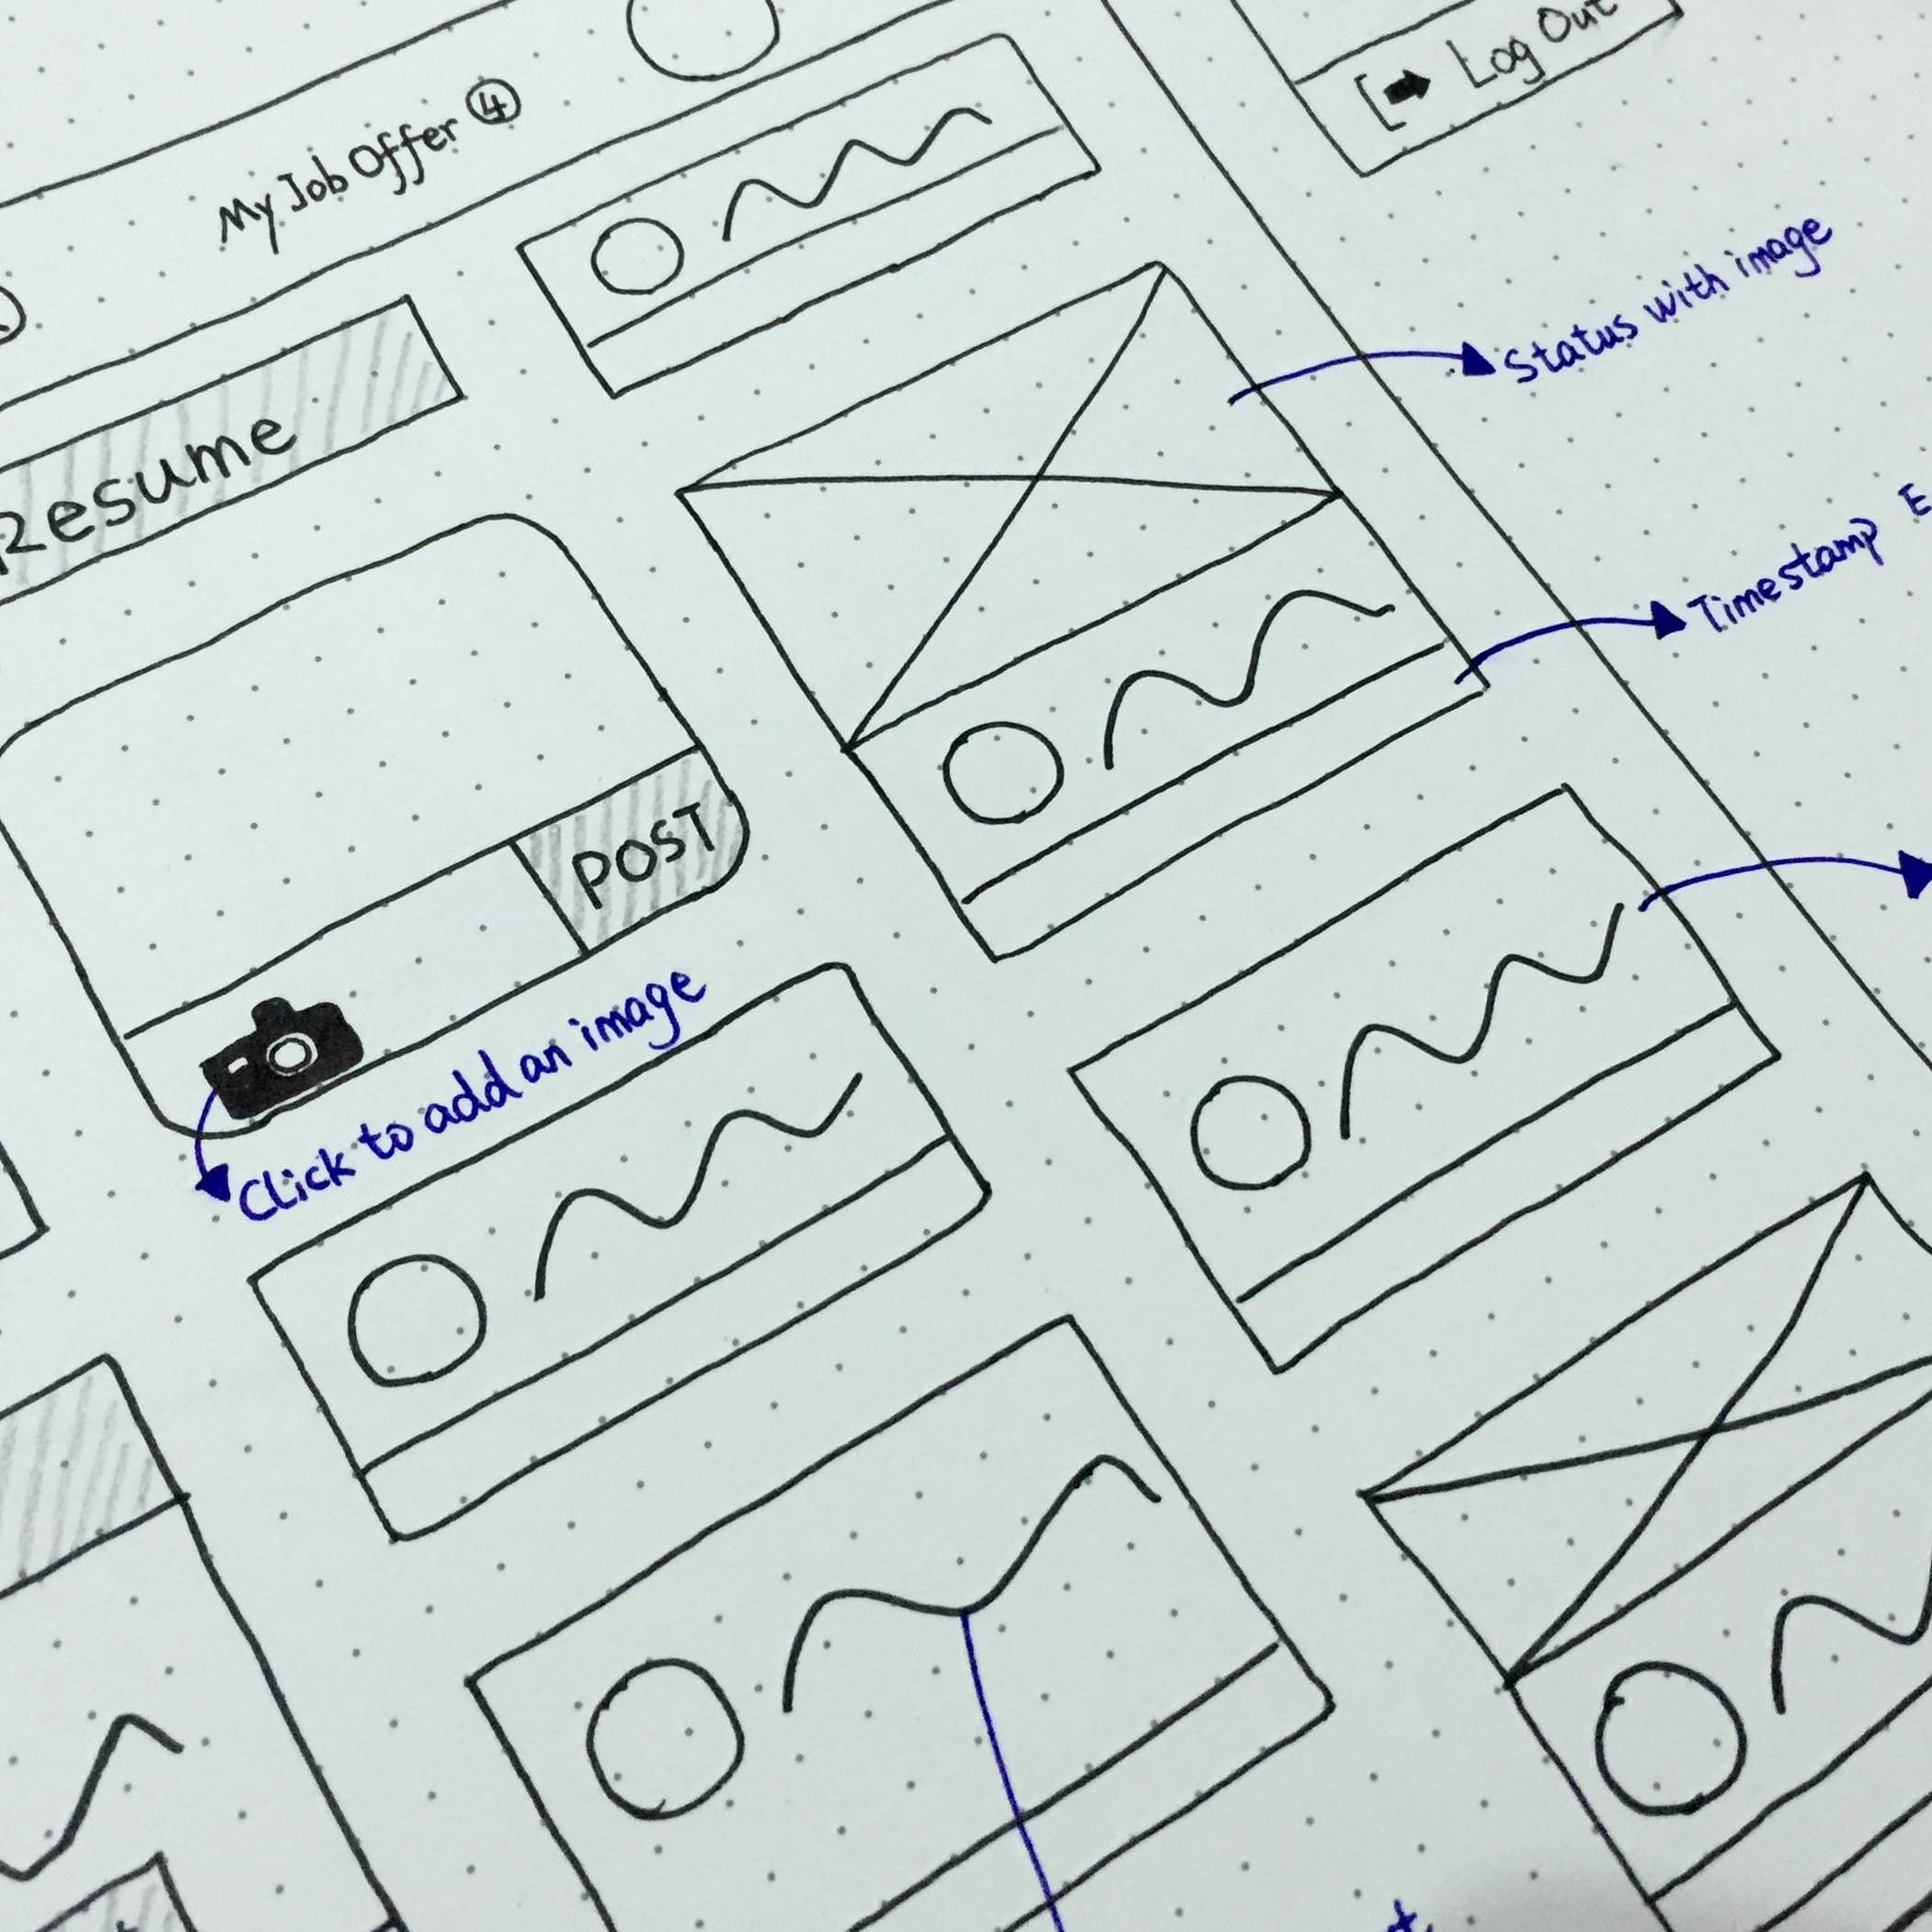 Log Out
My Job Offer ④
Status with image
Resume
Timestamp E
POST
Click to add an image